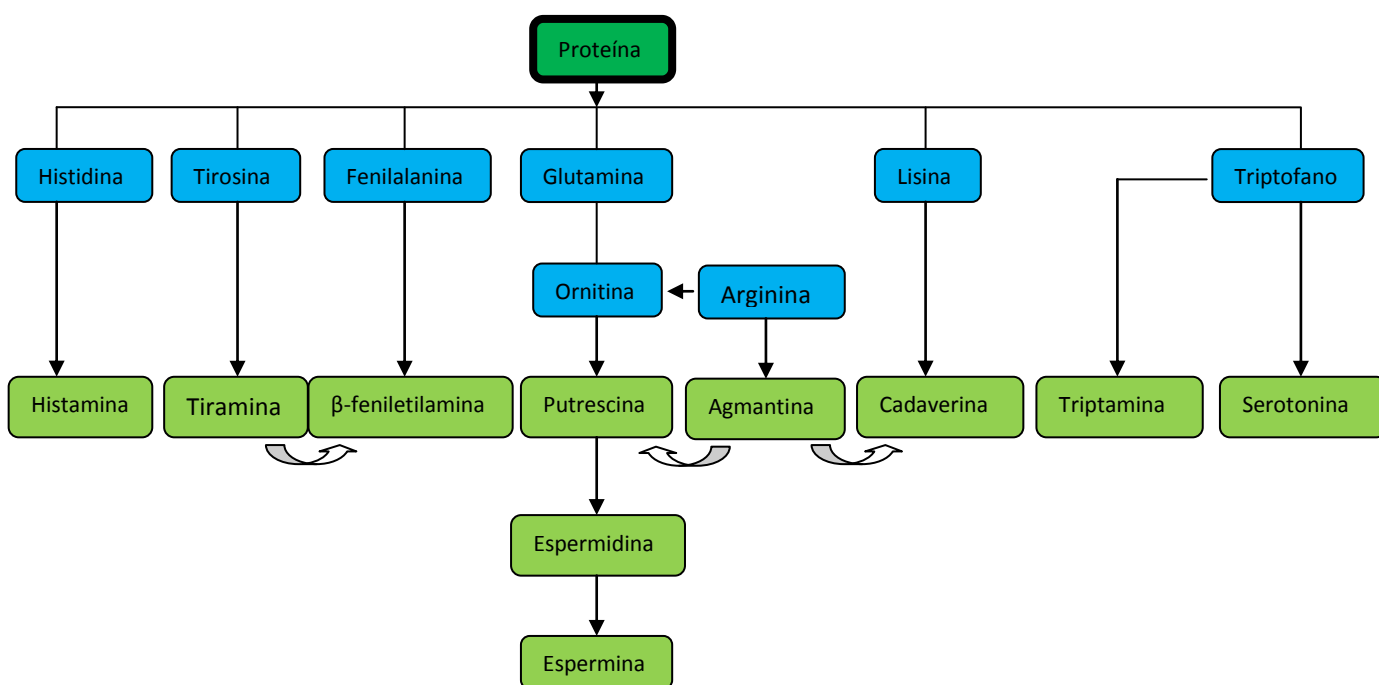 Proteína
Histidina
Tirosina
Fenilalanina
Glutamina
Lisina
Triptofano
Ornitina
Arginina
Histamina
Tiramina
β-feniletilamina
Putrescina
Agmantina
Cadaverina
Triptamina
Serotonina
Espermidina
Espermina